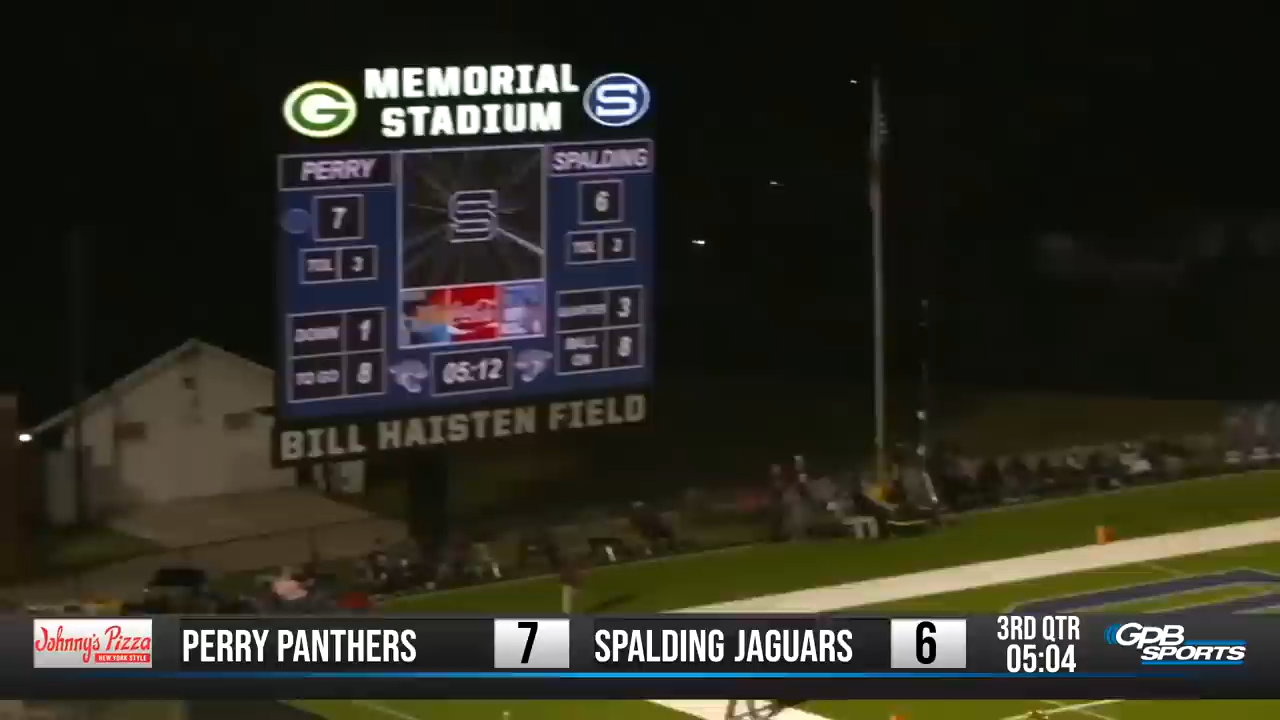 G
MEMORIAL
STADIUM
S
PERRY
SPALDING
7
S
6
TOL 3
TOL 3
DOWN 1
QUARTER 3
TO GO 8
BALL ON 8
05:12
BILL HAISTEN FIELD
Johnny's Pizza
NEW YORK STYLE
PERRY PANTHERS 7 SPALDING JAGUARS 6
3RD QTR
05:04
GPB
SPORTS